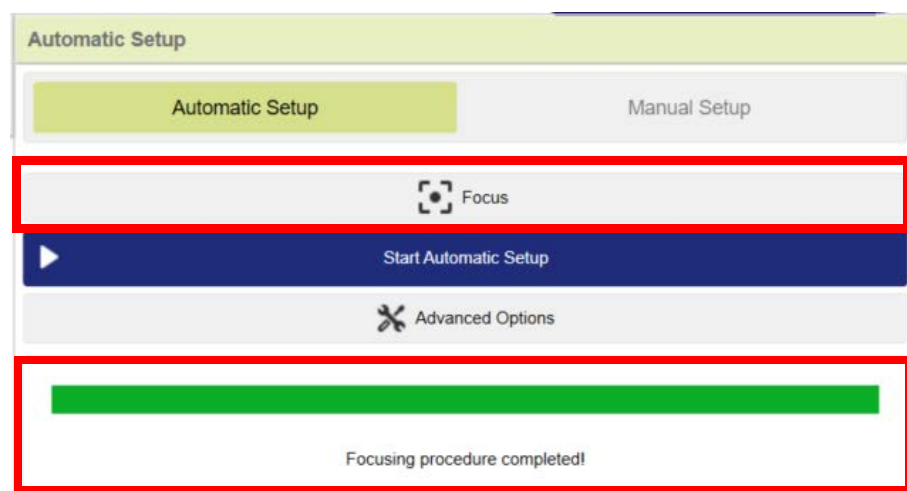 Automatic Setup
Automatic Setup
Manual Setup
Focus
Start Automatic Setup
Advanced Options
Focusing procedure completed!